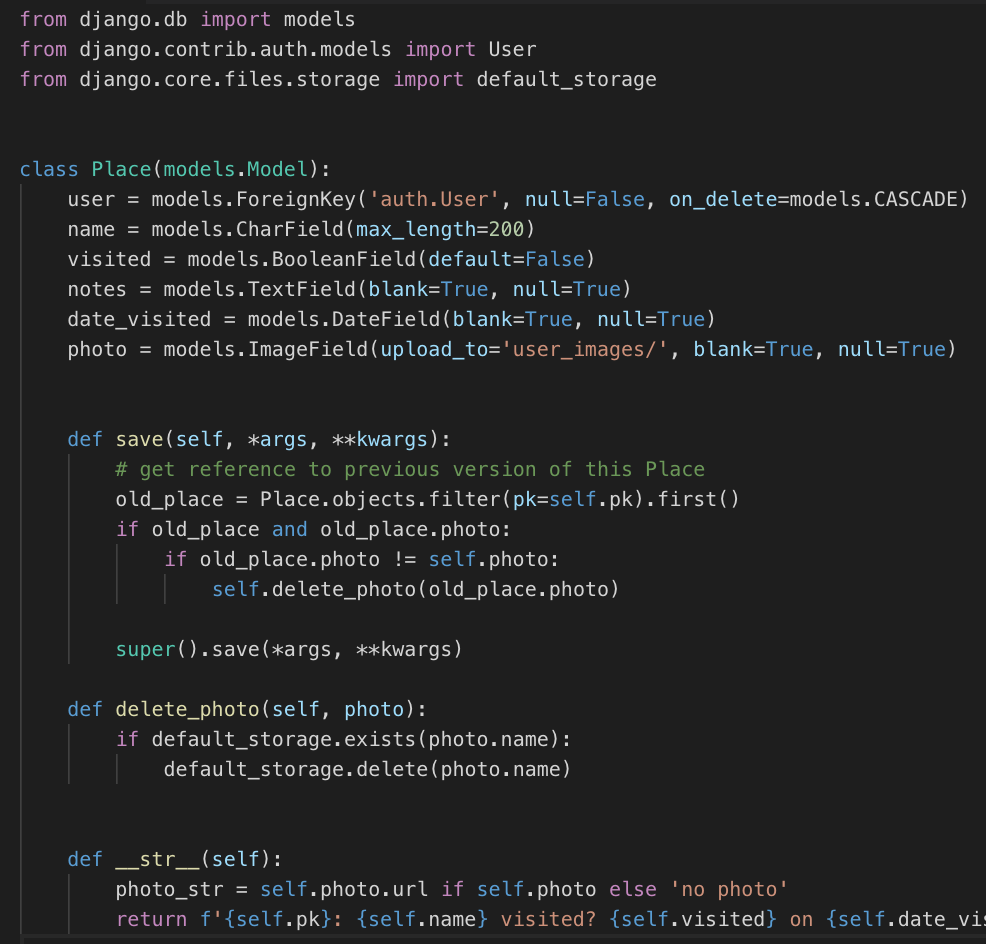 from django.db import models
from django.contrib.auth.models import User
from django.core.files.storage import default_storage
class Place(models.Model):
user = models.ForeignKey('auth.User', null=False, on_delete=models.CASCADE)
name = models.CharField(max_length=200)
visited = models.BooleanField(default=False)
notes = models.TextField(blank=True, null=True)
date_visited = models.DateField(blank=True, null=True)
photo = models.ImageField(upload_to='user_images/', blank=True, null=True)
def save(self, *args, **kwargs):
# get reference to previous version of this Place
old_place = Place.objects.filter(pk=self.pk).first()
if old_place and old_place.photo:
if old_place.photo != self.photo:
self.delete_photo(old_place.photo)
super().save(*args, **kwargs)
def delete_photo(self, photo):
if default_storage.exists(photo.name):
default_storage.delete(photo.name)
def __str__(self):
photo_str = self.photo.url if self.photo else 'no photo'
return f'{self.pk}: {self.name} visited? {self.visited} on {self.date_vis